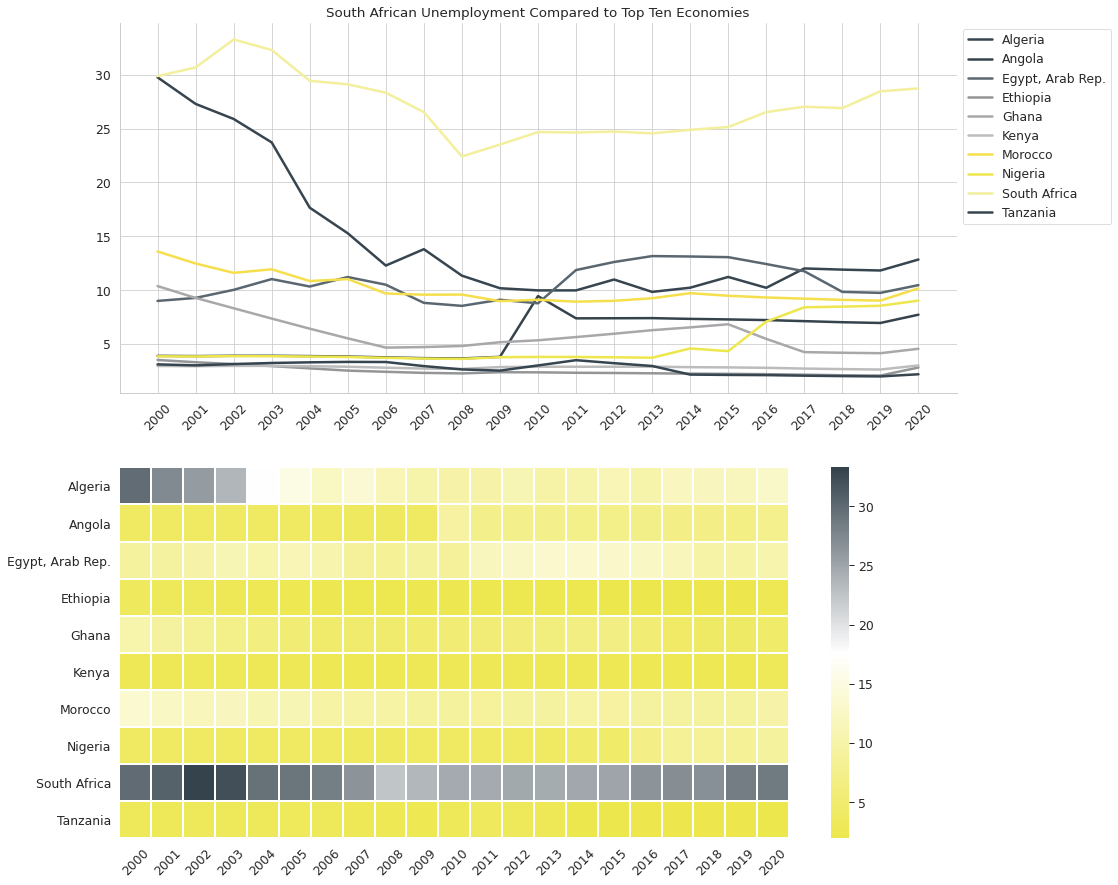 South African Unemployment Compared to Top Ten Economies
30
25
20
15
10
5
2000 2001 2002 2003 2004 2005 2006 2007 2008 2009 2010 2011 2012 2013 2014 2015 2016 2017 2018 2019 2020
Algeria
Angola
Egypt, Arab Rep.
Ethiopia
Ghana
Kenya
Morocco
Nigeria
South Africa
Tanzania
Algeria
Angola
Egypt, Arab Rep.
Ethiopia
Ghana
Kenya
Morocco
Nigeria
South Africa
Tanzania
2000 2001 2002 2003 2004 2005 2006 2007 2008 2009 2010 2011 2012 2013 2014 2015 2016 2017 2018 2019 2020
30
25
20
15
10
5